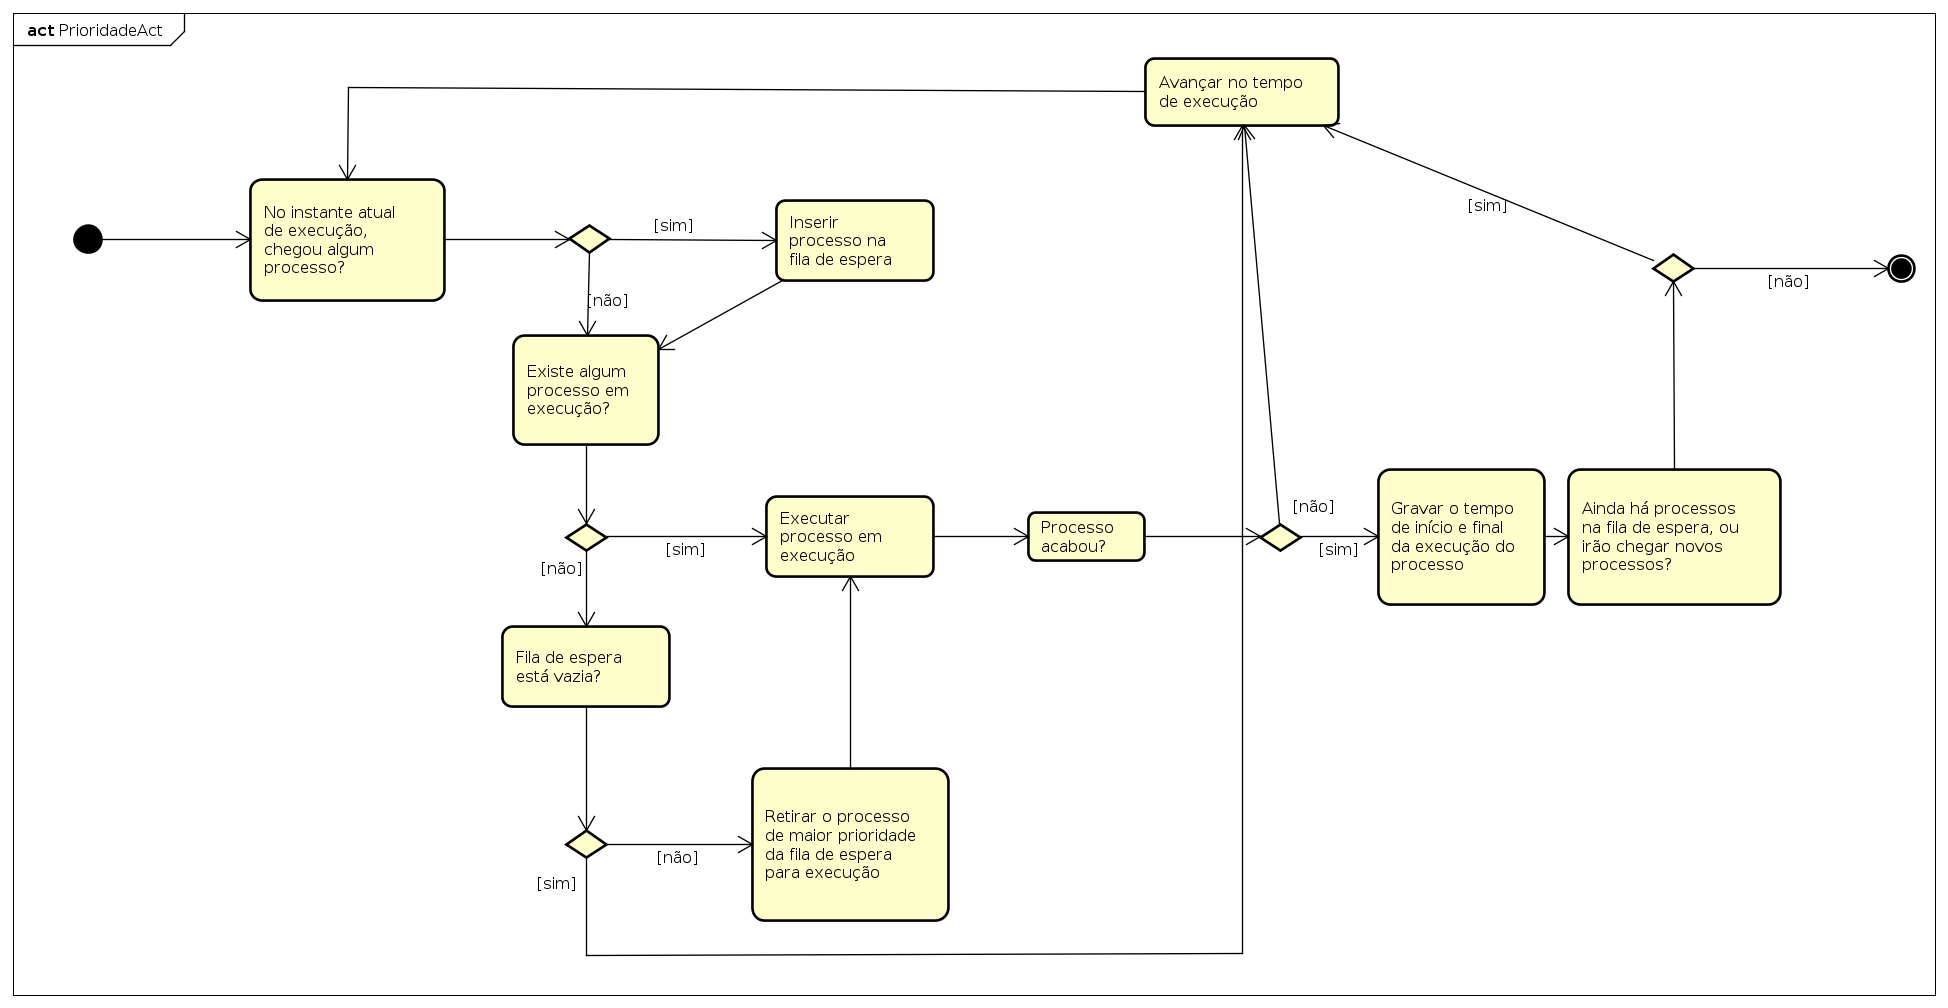 act PrioridadeAct
Avançar no tempo
de execução
No instante atual
de execução,
chegou algum
processo?
[sim]
Inserir
processo na
fila de espera
[não]
[sim]
[não]
Existe algum
processo em
execução?
[não]
[sim]
Executar
processo em
execução
Processo
acabou?
[não]
[sim]
Gravar o tempo
de início e final
da execução do
processo
Ainda há processos
na fila de espera, ou
irão chegar novos
processos?
Fila de espera
está vazia?
[não]
[sim]
Retirar o processo
de maior prioridade
da fila de espera
para execução